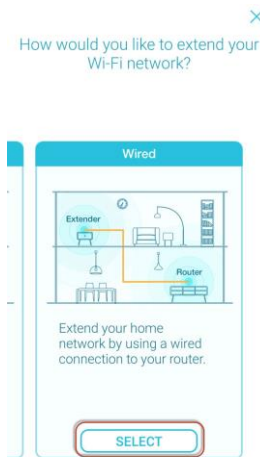 How would you like to extend your
Wi-Fi network?
Wired
Extender
Router
Extend your home
network by using a wired
connection to your router.
SELECT